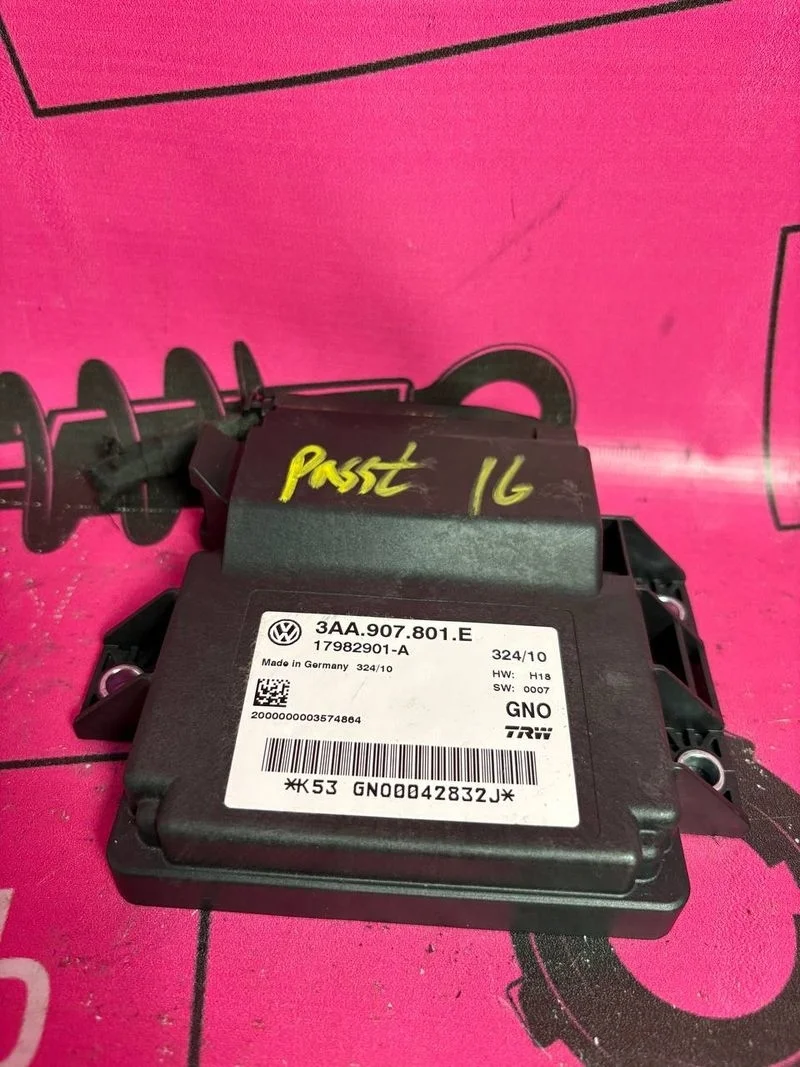 Passt 16
3AA.907.801.E
17982901-A
324/10
Made in Germany 324/10
HW: H18
SW: 0007
2000000003574864
GNO
TRW
*K53 GNO0042832J*